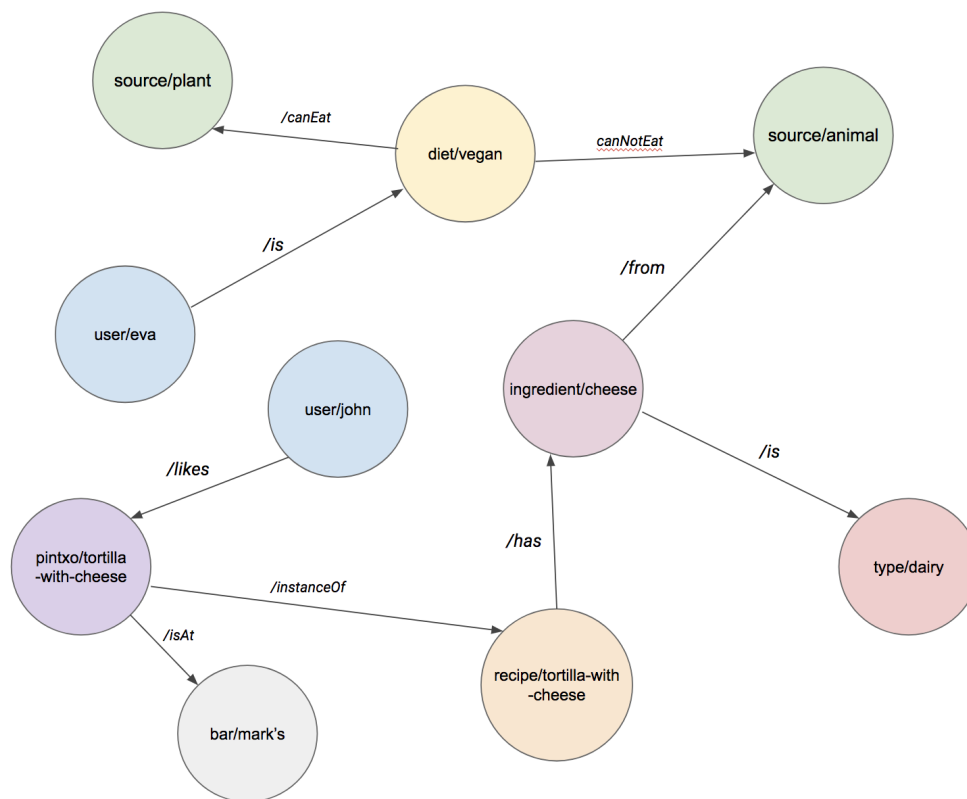 source/plant
/canEat
diet/vegan
canNotEat
source/animal
/is
/from
user/eva
user/john
ingredient/cheese
/likes
/is
/has
pintxo/tortilla
-with-cheese
/instanceOf
type/dairy
/isAt
recipe/tortilla-with
-cheese
bar/mark's